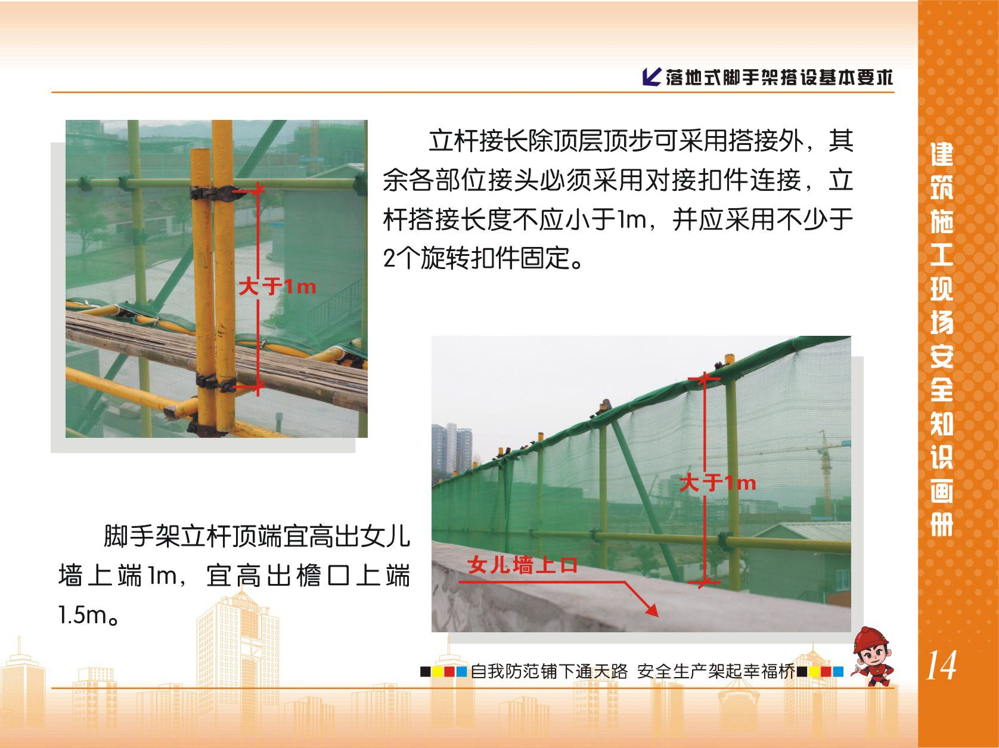 落地式脚手架搭设基本要求
立杆接长除顶层顶步可采用搭接外，其
余各部位接头必须采用对接扣件连接，立
杆搭接长度不应小于1m，并应采用不少于
2个旋转扣件固定。
大于1m
大于1m
女儿墙上口
脚手架立杆顶端宜高出女儿
墙上端1m，宜高出檐口上端
1.5m。
自我防范铺下通天路 安全生产架起幸福桥
建筑施工现场安全知识画册
14